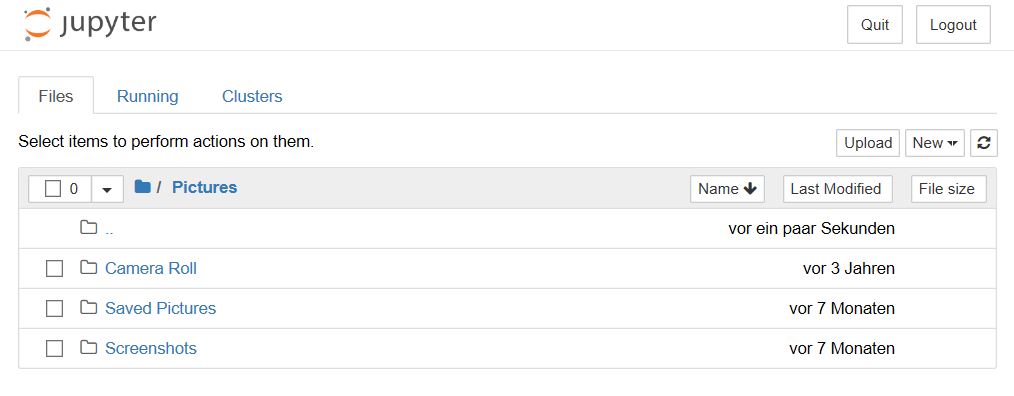 jupyter
Quit Logout
Files Running Clusters
Select items to perform actions on them.
Upload New
0 / Pictures Name Last Modified File size
.. vor ein paar Sekunden
Camera Roll vor 3 Jahren
Saved Pictures vor 7 Monaten
Screenshots vor 7 Monaten